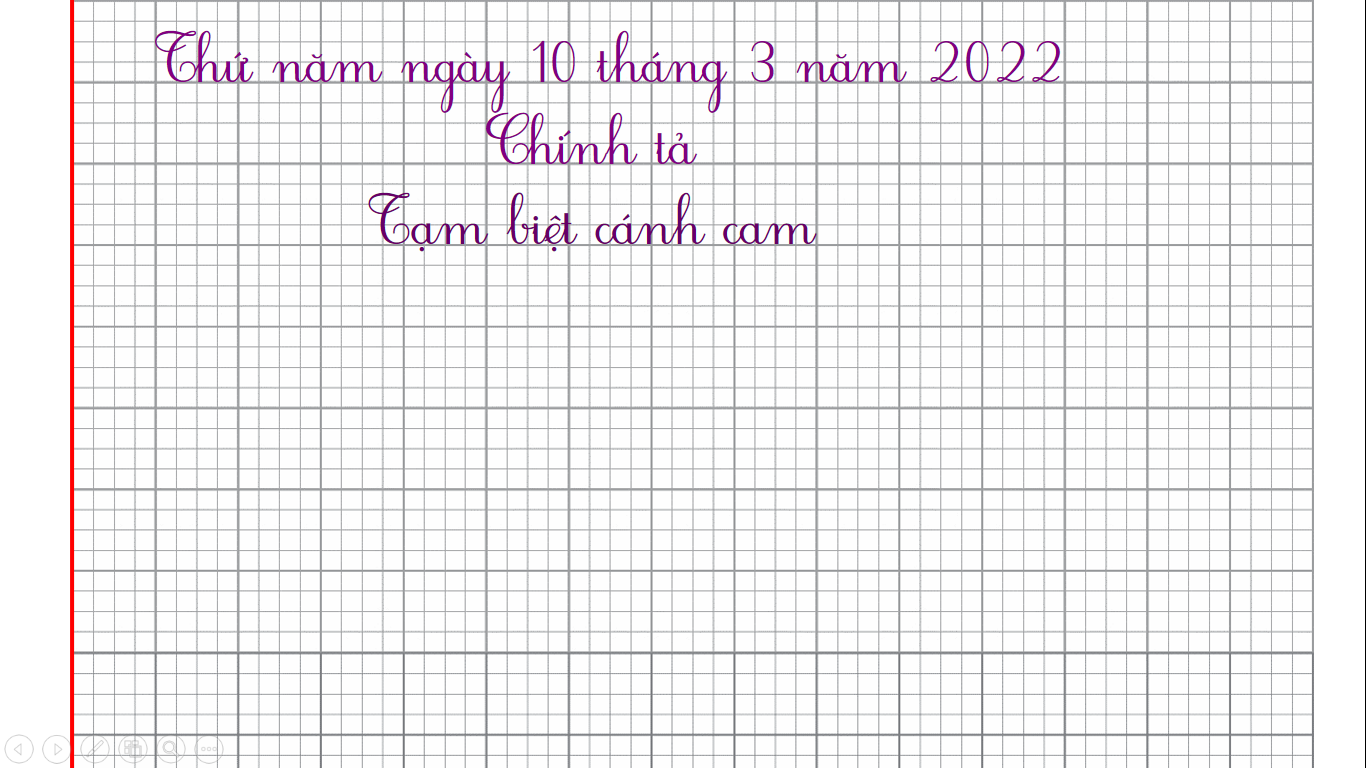 Thứ năm ngày 10 tháng 3 năm 2022
Chính tả
Tạm biệt cánh cam